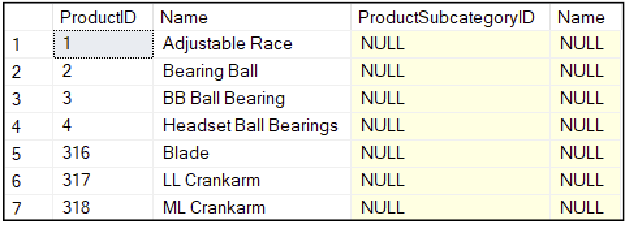 ProductID Name ProductSubcategoryID Name
1 1 Adjustable Race NULL NULL
2 2 Bearing Ball NULL NULL
3 3 BB Ball Bearing NULL NULL
4 4 Headset Ball Bearings NULL NULL
5 316 Blade NULL NULL
6 317 LL Crankarm NULL NULL
7 318 ML Crankarm NULL NULL